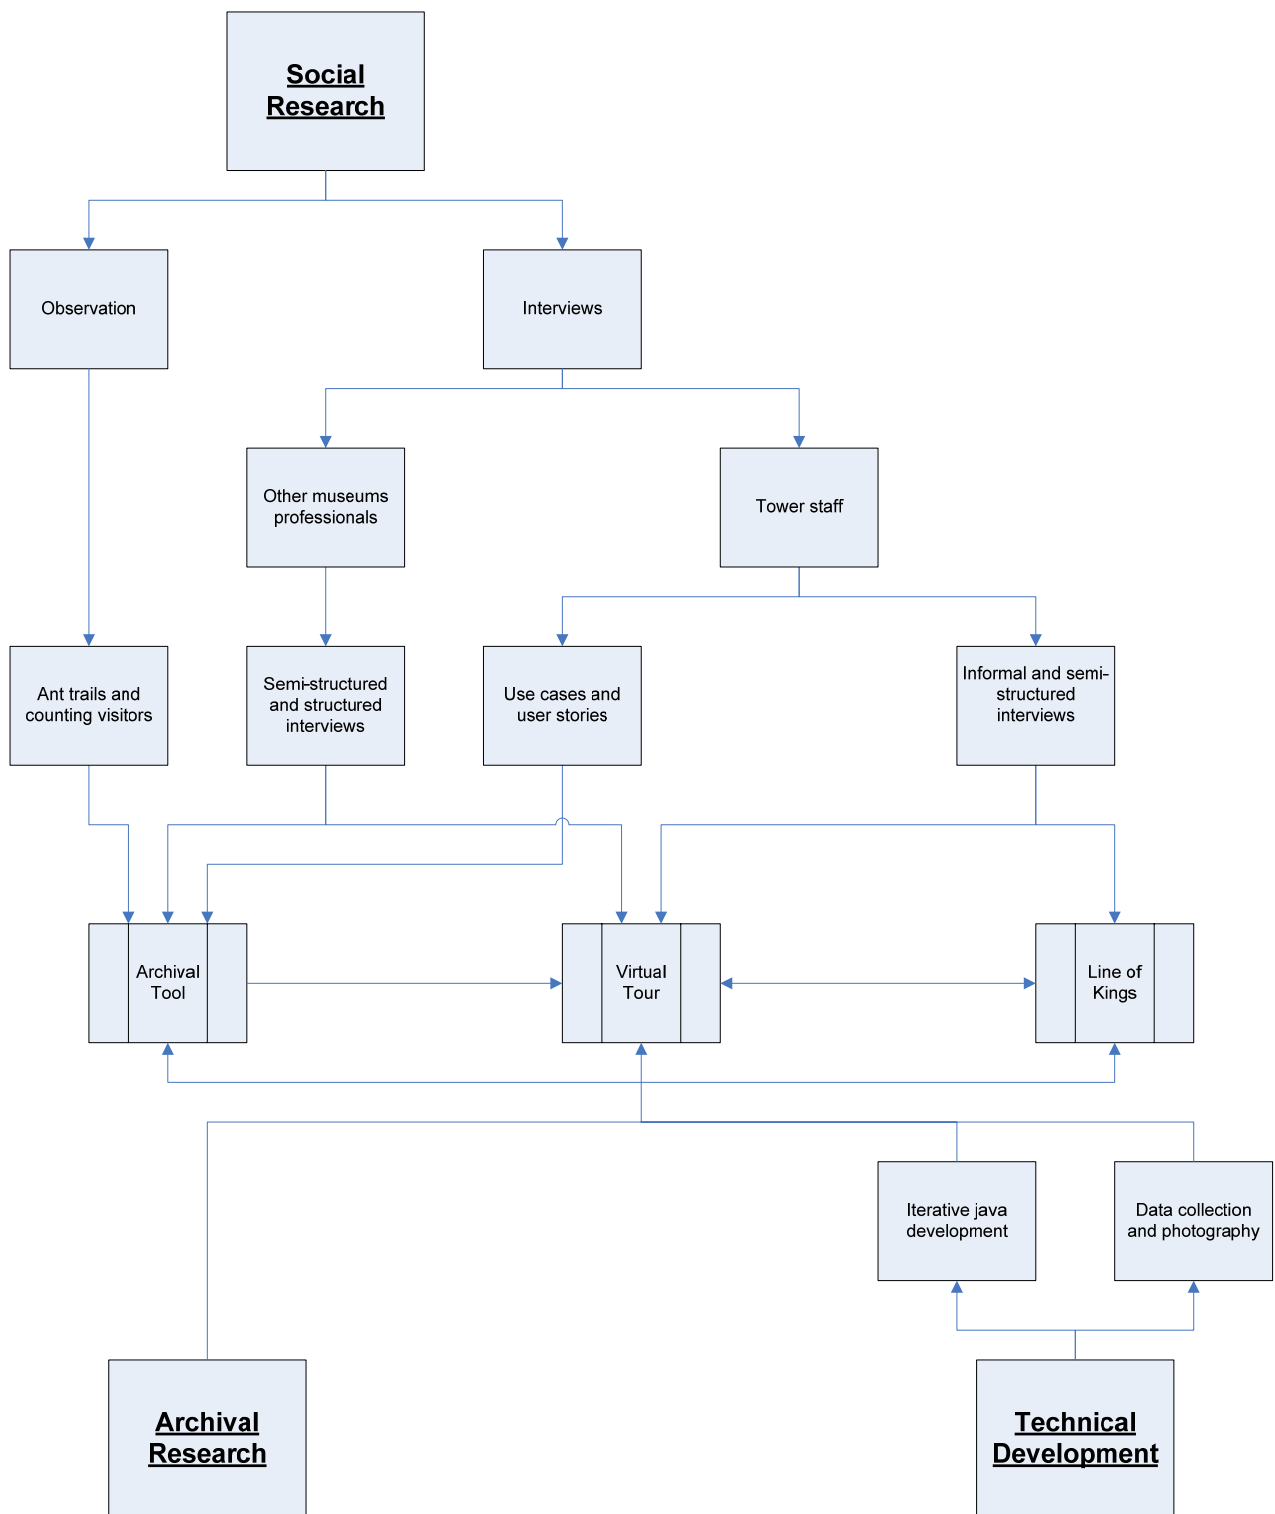 Social
Research
Observation
Interviews
Other museums
professionals
Tower staff
Ant trails and
counting visitors
Semi-structured
and structured
interviews
Use cases and
user stories
Informal and semi-
structured
interviews
Archival
Tool
Virtual
Tour
Line of
Kings
Iterative java
development
Data collection
and photography
Archival
Research
Technical
Development